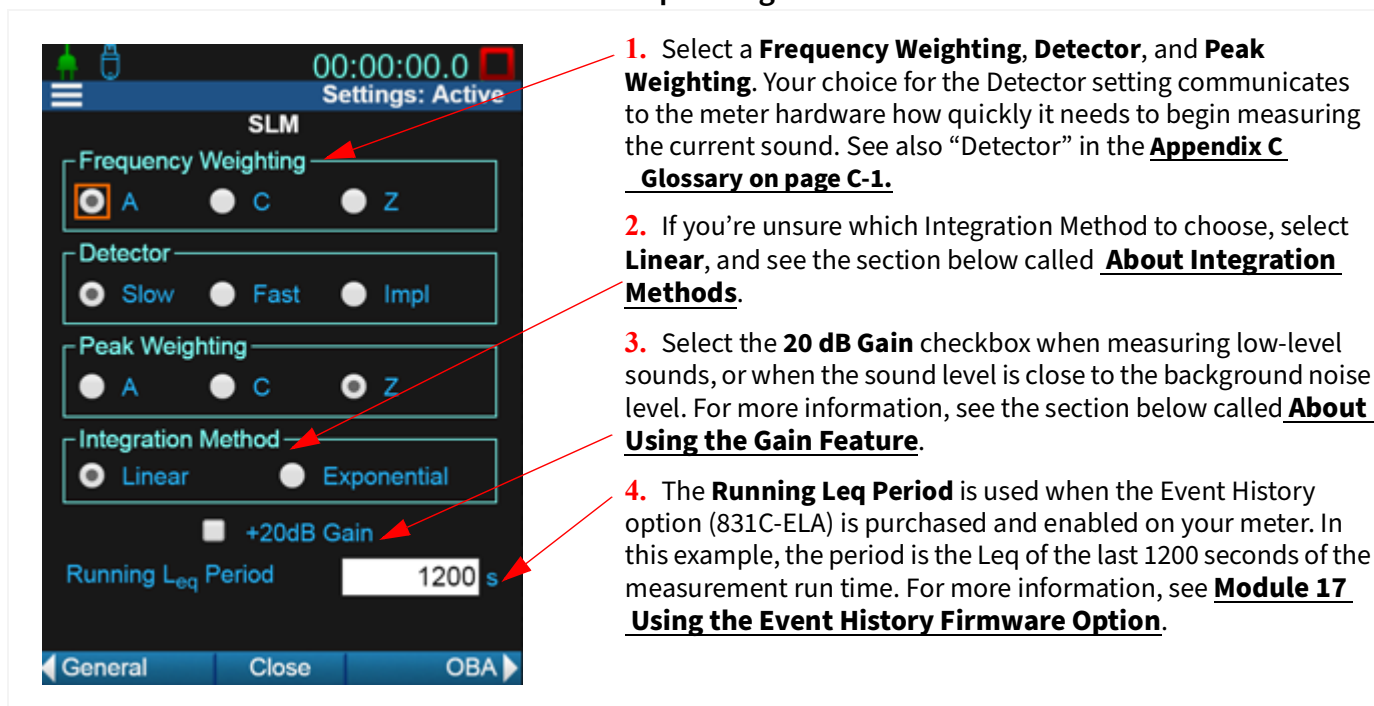 00:00:00.0
Settings: Active
SLM
Frequency Weighting
A C Z
Detector
Slow Fast Impl
Peak Weighting
A C Z
Integration Method
Linear Exponential
+20dB Gain
Running Leq Period 1200 s
General Close OBA
1. Select a Frequency Weighting, Detector, and Peak
Weighting. Your choice for the Detector setting communicates
to the meter hardware how quickly it needs to begin measuring
the current sound. See also “Detector” in the Appendix C
Glossary on page C-1.
2. If you’re unsure which Integration Method to choose, select
Linear, and see the section below called About Integration
Methods.
3. Select the 20 dB Gain checkbox when measuring low-level
sounds, or when the sound level is close to the background noise
level. For more information, see the section below called About
Using the Gain Feature.
4. The Running Leq Period is used when the Event History
option (831C-ELA) is purchased and enabled on your meter. In
this example, the period is the Leq of the last 1200 seconds of the
measurement run time. For more information, see Module 17
Using the Event History Firmware Option.